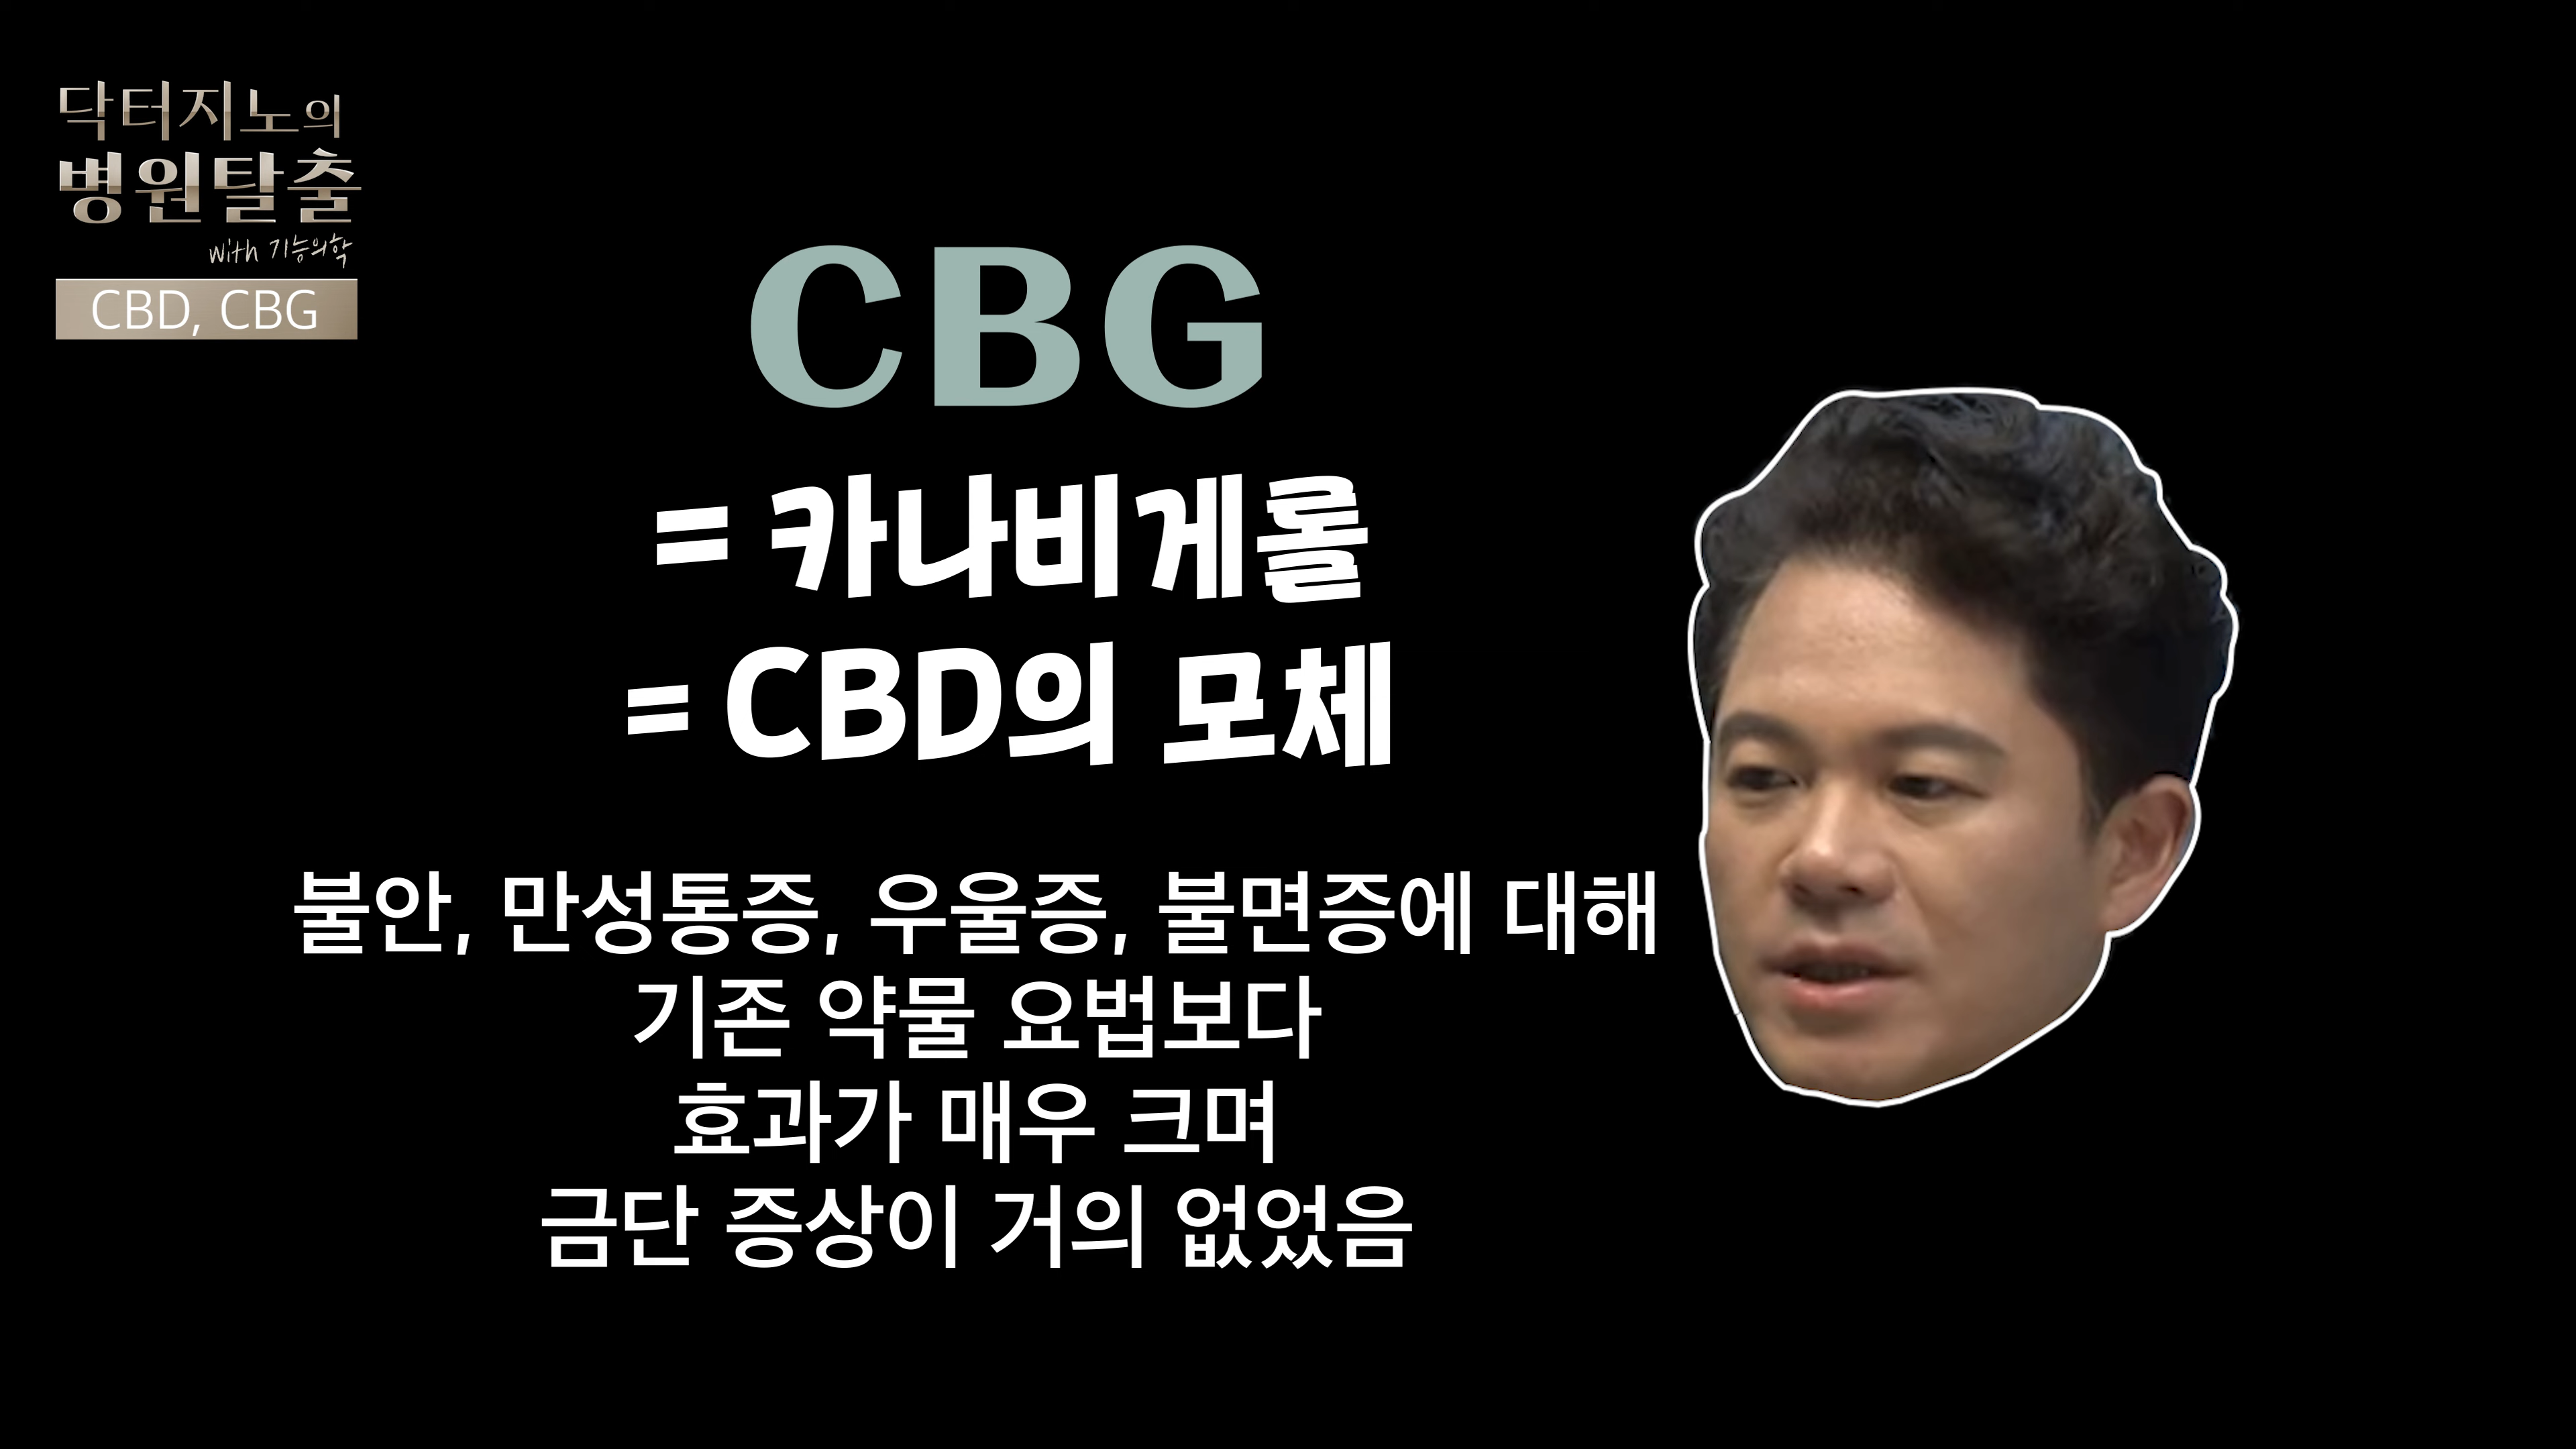 닥터지노의
병원탈출
with 기능의학
CBD, CBG
CBG
= 카나비게롤
= CBD의 모체
불안, 만성통증, 우울증, 불면증에 대해
기존 약물 요법보다
효과가 매우 크며
금단 증상이 거의 없었음